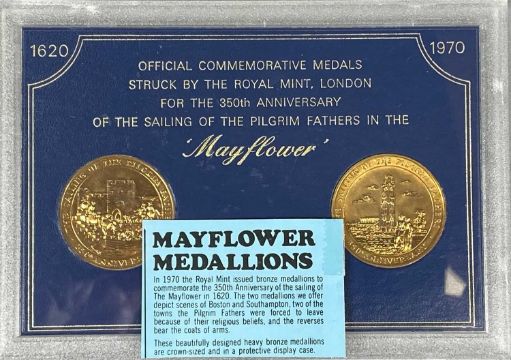 1620
1970
OFFICIAL COMMEMORATIVE MEDALS
STRUCK BY THE ROYAL MINT, LONDON
FOR THE 350th ANNIVERSARY
OF THE SAILING OF THE PILGRIM FATHERS IN THE
'Mayflower'
MAYFLOWER
MEDALLIONS
In 1970 the Royal Mint issued bronze medallions to
commemorate the 350th Anniversary of the sailing of
The Mayflower in 1620. The two medallions we offer
depict scenes of Boston and Southampton, two of the
towns the Pilgrim Fathers were forced to leave
because of their religious beliefs, and the reverses
bear the coats of arms.
These beautifully designed heavy bronze medallions
are crown-sized and in a protective display case.